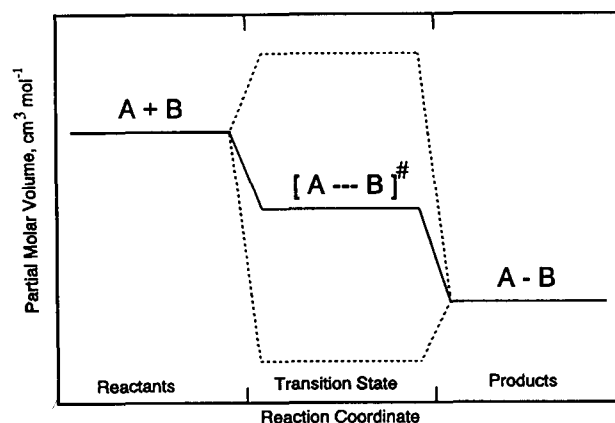 Partial Molar Volume, cm³ mol⁻¹
A + B
[ A --- B ]#
A - B
Reactants
Transition State
Products
Reaction Coordinate